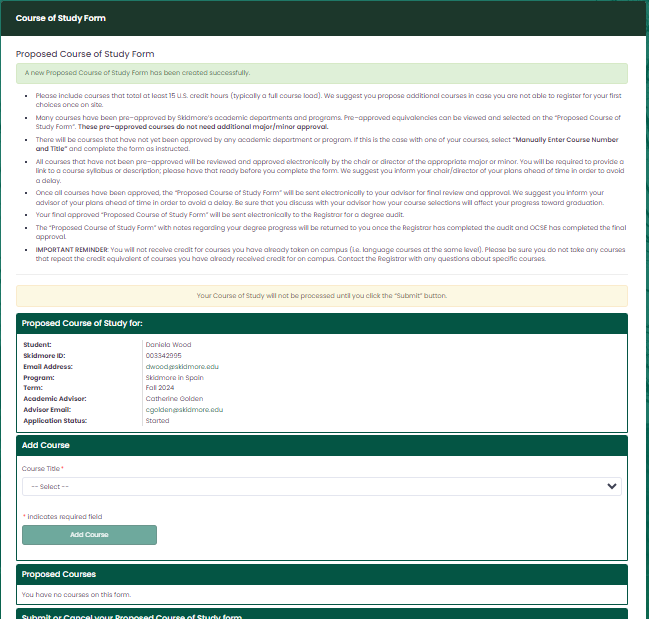 Course of Study Form
Proposed Course of Study Form
A new Proposed Course of Study Form has been created successfully.
Please include courses that total at least 15 U.S. credit hours (typically a full course load). We suggest you propose additional courses in case you are not able to register for your first
choices once on site.
Many courses have been pre-approved by Skidmore's academic departments and programs. Pre-approved equivalencies can be viewed and selected on the "Proposed Course of
Study Form". These pre-approved courses do not need additional major/minor approval.
There will be courses that have not yet been approved by any academic department or program. If this is the case with one of your courses, select "Manually Enter Course Number
and Title" and complete the form as instructed.
All courses that have not been pre-approved will be reviewed and approved electronically by the chair or director of the appropriate major or minor. You will be required to provide a
link to a course syllabus or description; please have that ready before you complete the form. We suggest you inform your chair/director of your plans ahead of time in order to avoid
a delay.
Once all courses have been approved, the "Proposed Course of Study" will be sent electronically to your advisor for final review and approval. We suggest you inform your
advisor of your plans ahead of time in order to avoid a delay. Be sure that you discuss with your advisor how your course selections will affect your progress toward graduation.
Your final approved "Proposed Course of Study Form" will be sent electronically to the Registrar for a degree audit.
The "Proposed Course of Study Form" with notes regarding your degree progress will be returned to you once the Registrar has completed the audit and OCSE has completed the final
approval.
IMPORTANT REMINDER: You will not receive credit for courses you have already taken on campus (i.e. language courses at the same level). Please be sure you do not take any courses
that repeat the credit equivalent of courses you have already received credit for on campus. Contact the Registrar with any questions about specific courses.
Your Course of Study will not be processed until you click the "Submit" button.
Proposed Course of Study for:
Student: Daniela Wood
Skidmore ID: 003342995
Email Address: dwood@skidmore.edu
Program: Skidmore in Spain
Term: Fall 2024
Academic Advisor: Catherine Golden
Advisor Email: cgolden@skidmore.edu
Application Status: Started
Add Course
Course Title*
-- Select --
* indicates required field
Add Course
Proposed Courses
You have no courses on this form.
Submit or Cancel your Proposed Course of Study form